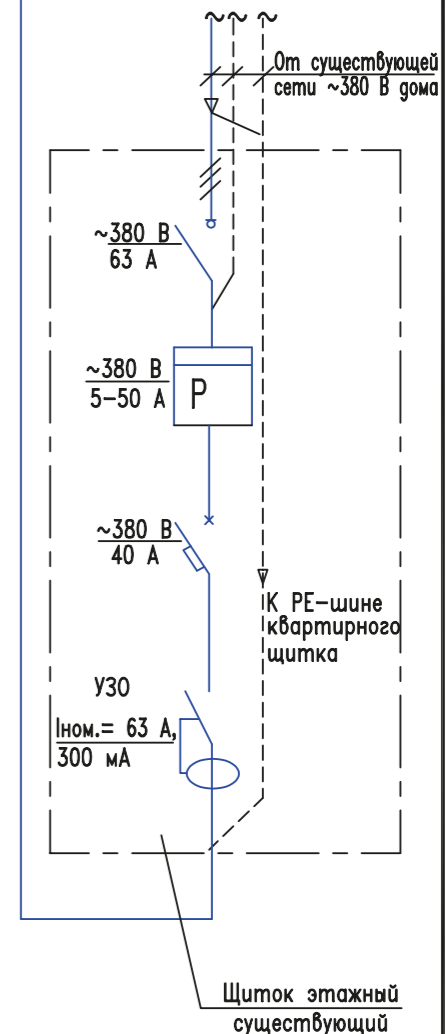 От существующей
сети ~380 В дома
~380 В
63 А
~380 В
5-50 А
P
~380 В
40 А
К РЕ-шине
квартирного
щитка
УЗО
Iном.= 63 А,
300 мА
Щиток этажный
существующий